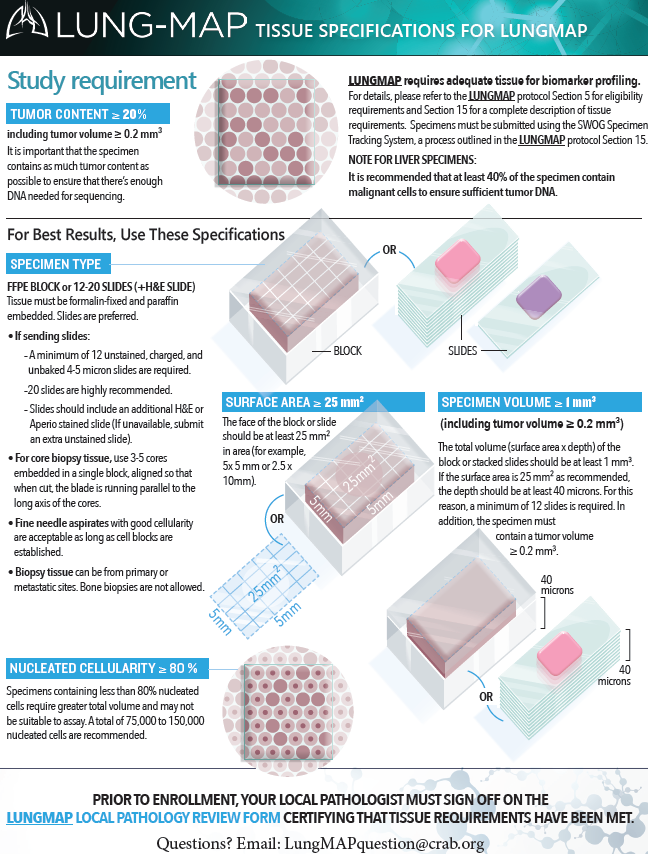 LUNG-MAP TISSUE SPECIFICATIONS FOR LUNGMAP
Study requirement
TUMOR CONTENT ≥ 20%
including tumor volume ≥ 0.2 mm³
It is important that the specimen
contains as much tumor content as
possible to ensure that there's enough
DNA needed for sequencing.
LUNGMAP requires adequate tissue for biomarker profiling.
For details, please refer to the LUNGMAP protocol Section 5 for eligibility
requirements and Section 15 for a complete description of tissue
requirements. Specimens must be submitted using the SWOG Specimen
Tracking System, a process outlined in the LUNGMAP protocol Section 15.
NOTE FOR LIVER SPECIMENS:
It is recommended that at least 40% of the specimen contain
malignant cells to ensure sufficient tumor DNA.
For Best Results, Use These Specifications
SPECIMEN TYPE
FFPE BLOCK or 12-20 SLIDES (+H&E SLIDE)
Tissue must be formalin-fixed and paraffin
embedded. Slides are preferred.
• If sending slides:
- A minimum of 12 unstained, charged, and
unbaked 4-5 micron slides are required.
-20 slides are highly recommended.
- Slides should include an additional H&E or
Aperio stained slide (If unavailable, submit
an extra unstained slide).
• For core biopsy tissue, use 3-5 cores
embedded in a single block, aligned so that
when cut, the blade is running parallel to the
long axis of the cores.
• Fine needle aspirates with good cellularity
are acceptable as long as cell blocks are
established.
• Biopsy tissue can be from primary or
metastatic sites. Bone biopsies are not allowed.
OR
BLOCK
SLIDES
SURFACE AREA ≥ 25 mm²
The face of the block or slide
should be at least 25 mm²
in area (for example,
5x 5 mm or 2.5 x
10mm).
25mm²
5mm
5mm
OR
25mm²
5mm
5mm
SPECIMEN VOLUME ≥ 1 mm³
(including tumor volume ≥ 0.2 mm³)
The total volume (surface area x depth) of the
block or stacked slides should be at least 1 mm³.
If the surface area is 25 mm² as recommended,
the depth should be at least 40 microns. For this
reason, a minimum of 12 slides is required. In
addition, the specimen must
contain a tumor volume
≥ 0.2 mm³.
40
microns
OR
40
microns
NUCLEATED CELLULARITY ≥ 80 %
Specimens containing less than 80% nucleated
cells require greater total volume and may not
be suitable to assay. A total of 75,000 to 150,000
nucleated cells are recommended.
PRIOR TO ENROLLMENT, YOUR LOCAL PATHOLOGIST MUST SIGN OFF ON THE
LUNGMAP LOCAL PATHOLOGY REVIEW FORM CERTIFYING THAT TISSUE REQUIREMENTS HAVE BEEN MET.
Questions? Email: LungMAPquestion@crab.org